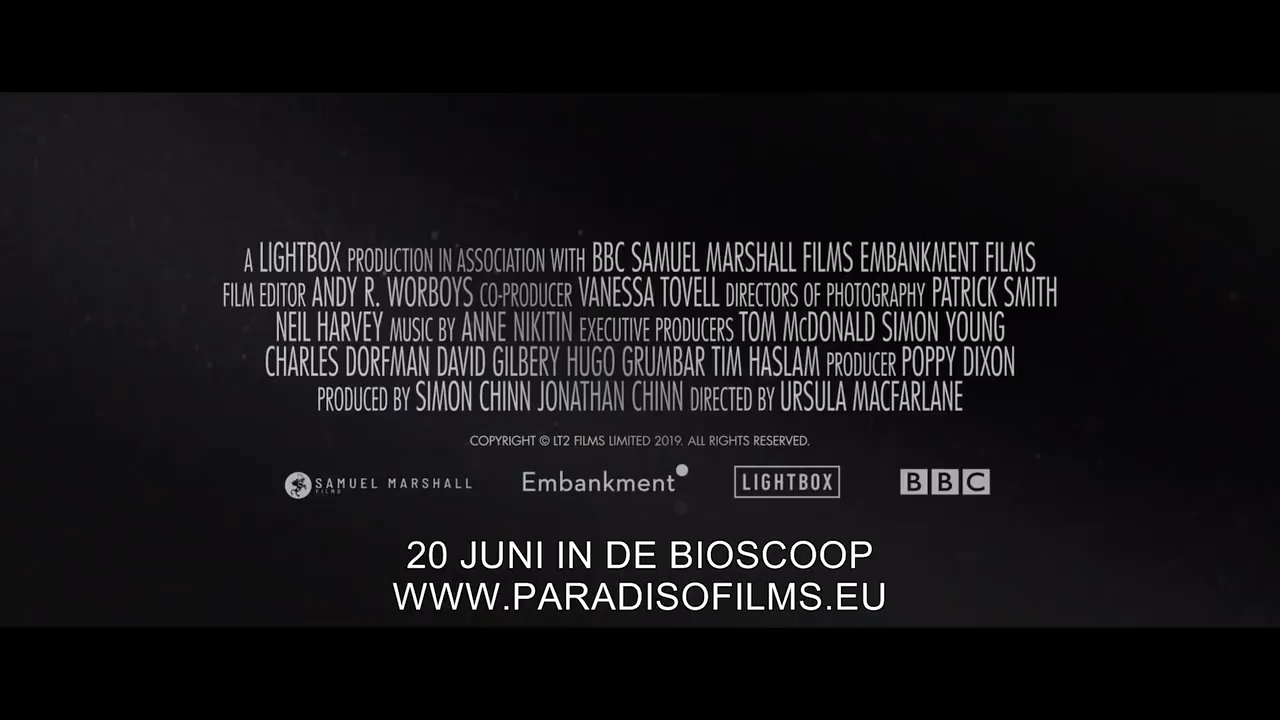 A LIGHTBOX PRODUCTION IN ASSOCIATION WITH BBC SAMUEL MARSHALL FILMS EMBANKMENT FILMS
FILM EDITOR ANDY R. WORBOYS CO-PRODUCER VANESSA TOVELL DIRECTORS OF PHOTOGRAPHY PATRICK SMITH
NEIL HARVEY MUSIC BY ANNE NIKITIN EXECUTIVE PRODUCERS TOM McDONALD SIMON YOUNG
CHARLES DORFMAN DAVID GILBERY HUGO GRUMBAR TIM HASLAM PRODUCER POPPY DIXON
PRODUCED BY SIMON CHINN JONATHAN CHINN DIRECTED BY URSULA MACFARLANE
COPYRIGHT © LT2 FILMS LIMITED 2019. ALL RIGHTS RESERVED.
SAMUEL MARSHALL FILMS Embankment LIGHTBOX BBC
20 JUNI IN DE BIOSCOOP
WWW.PARADISOFILMS.EU